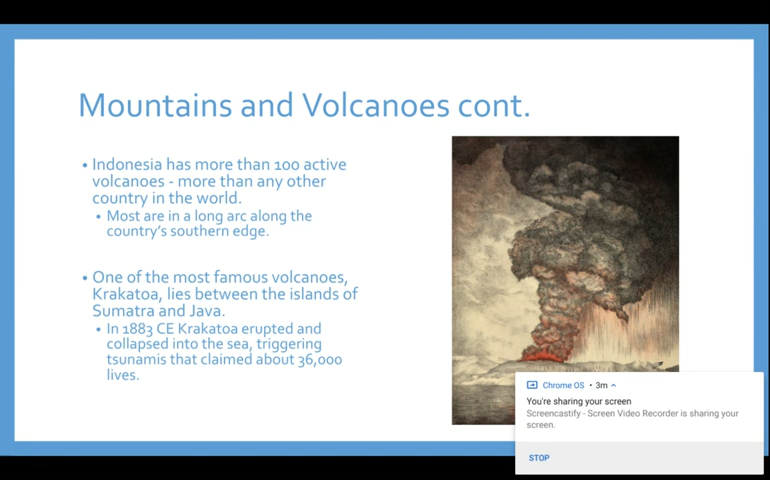 Mountains and Volcanoes cont.
• Indonesia has more than 100 active
volcanoes - more than any other
country in the world.
• Most are in a long arc along the
country's southern edge.
• One of the most famous volcanoes,
Krakatoa, lies between the islands of
Sumatra and Java.
• In 1883 CE Krakatoa erupted and
collapsed into the sea, triggering
tsunamis that claimed about 36,000
lives.
Chrome OS • 3m
You're sharing your screen
Screencastify - Screen Video Recorder is sharing your
screen.
STOP